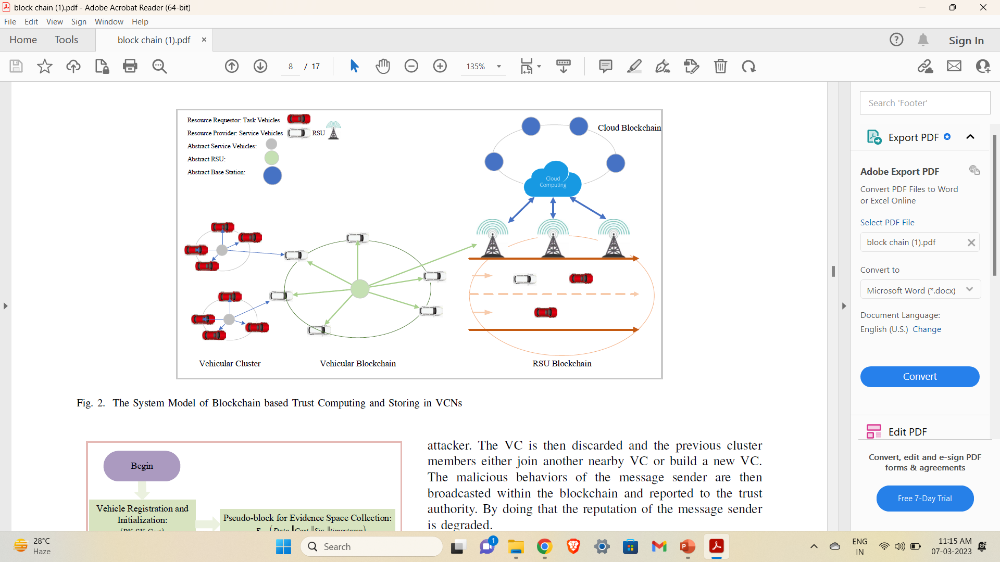 block chain (1).pdf - Adobe Acrobat Reader (64-bit)
File Edit View Sign Window Help
Home Tools block chain (1).pdf × Sign In
8 / 17 135%
Resource Requestor: Task Vehicles
Resource Provider: Service Vehicles RSU
Abstract Service Vehicles:
Abstract RSU:
Abstract Base Station:
Cloud Blockchain
Cloud
Computing
Vehicular Cluster Vehicular Blockchain RSU Blockchain
Fig. 2. The System Model of Blockchain based Trust Computing and Storing in VCNs
Begin
Vehicle Registration and
Initialization:
Pseudo-block for Evidence Space Collection:
attacker. The VC is then discarded and the previous cluster
members either join another nearby VC or build a new VC.
The malicious behaviors of the message sender are then
broadcasted within the blockchain and reported to the trust
authority. By doing that the reputation of the message sender
is degraded.
Search 'Footer'
Export PDF
Adobe Export PDF
Convert PDF Files to Word
or Excel Online
Select PDF File
block chain (1).pdf
Convert to
Microsoft Word (*.docx)
Document Language:
English (U.S.) Change
Convert
Edit PDF
Convert, edit and e-sign PDF
forms & agreements
Free 7-Day Trial
28°C
Haze
Search
1
ENG
IN
11:15 AM
07-03-2023